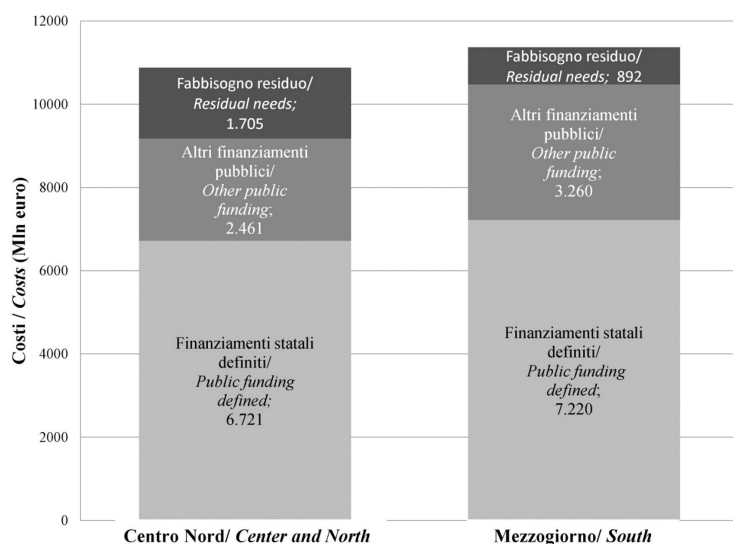 12000
10000
8000
6000
4000
2000
0
Costi / Costs (Mln euro)
Fabbisogno residuo/
Residual needs;
1.705
Altri finanziamenti
pubblici/
Other public
funding;
2.461
Finanziamenti statali
definiti/
Public funding
defined;
6.721
Fabbisogno residuo/
Residual needs; 892
Altri finanziamenti
pubblici/
Other public
funding;
3.260
Finanziamenti statali
definiti/
Public funding
defined;
7.220
Centro Nord/ Center and North
Mezzogiorno/ South